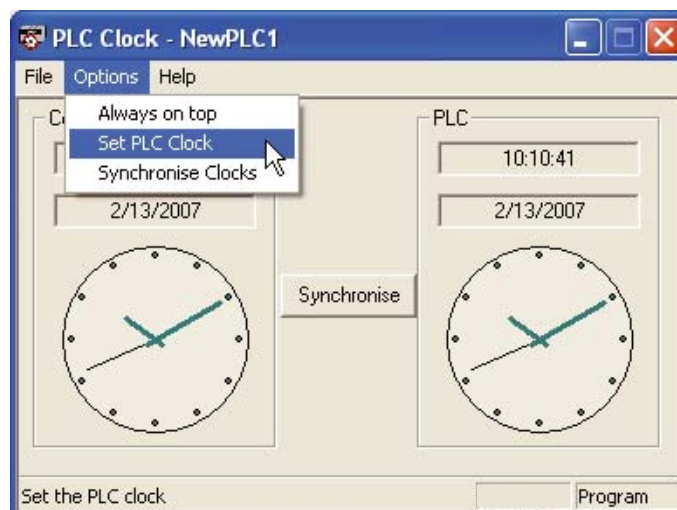 PLC Clock - NewPLC1
File Options Help
Always on top
Set PLC Clock
Synchronise Clocks
PLC
10:10:41
2/13/2007
2/13/2007
Synchronise
Set the PLC clock
Program